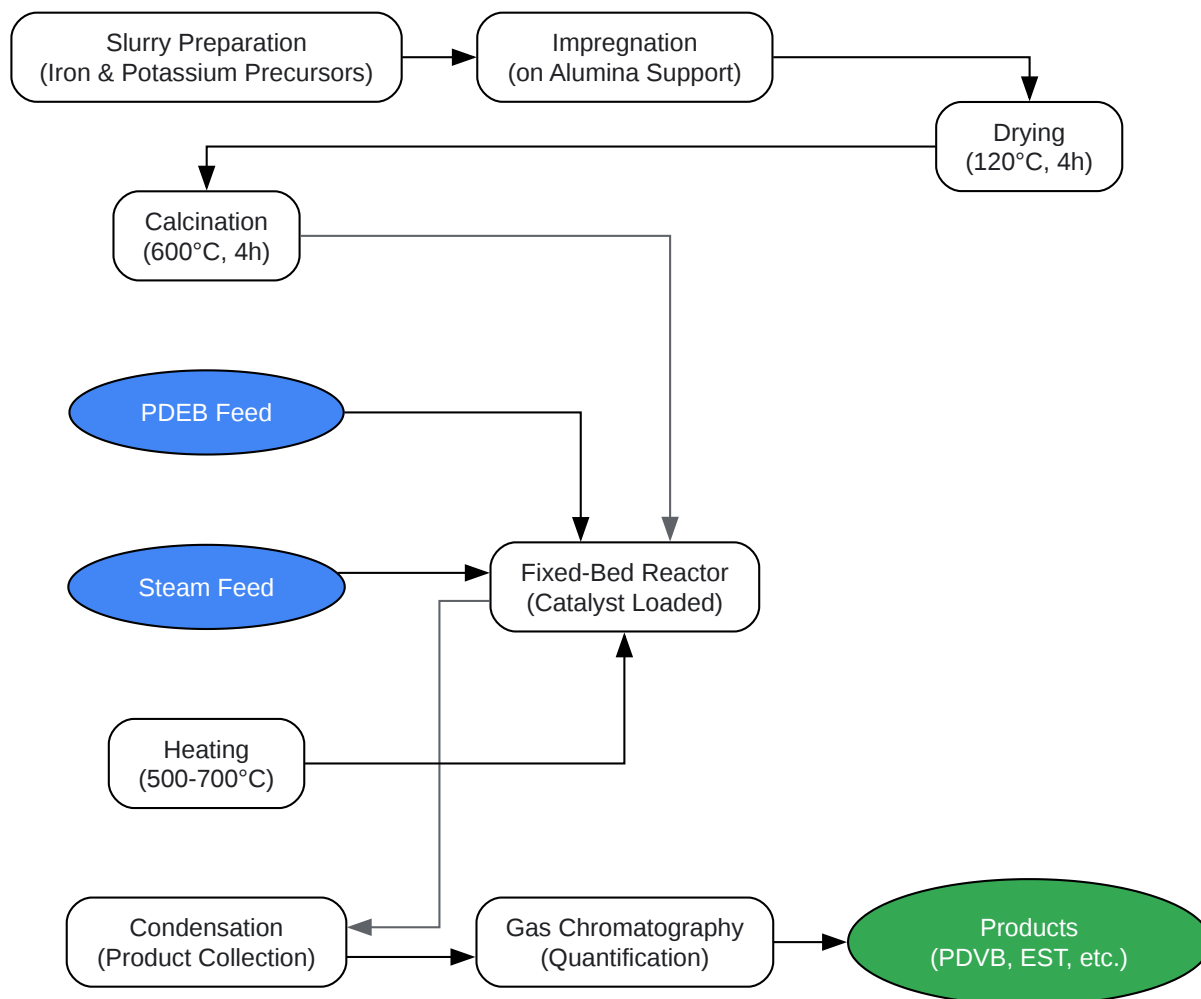 Slurry Preparation
(Iron & Potassium Precursors)
Impregnation
(on Alumina Support)
Drying
(120°C, 4h)
Calcination
(600°C, 4h)
PDEB Feed
Steam Feed
Fixed-Bed Reactor
(Catalyst Loaded)
Heating
(500-700°C)
Condensation
(Product Collection)
Gas Chromatography
(Quantification)
Products
(PDVB, EST, etc.)